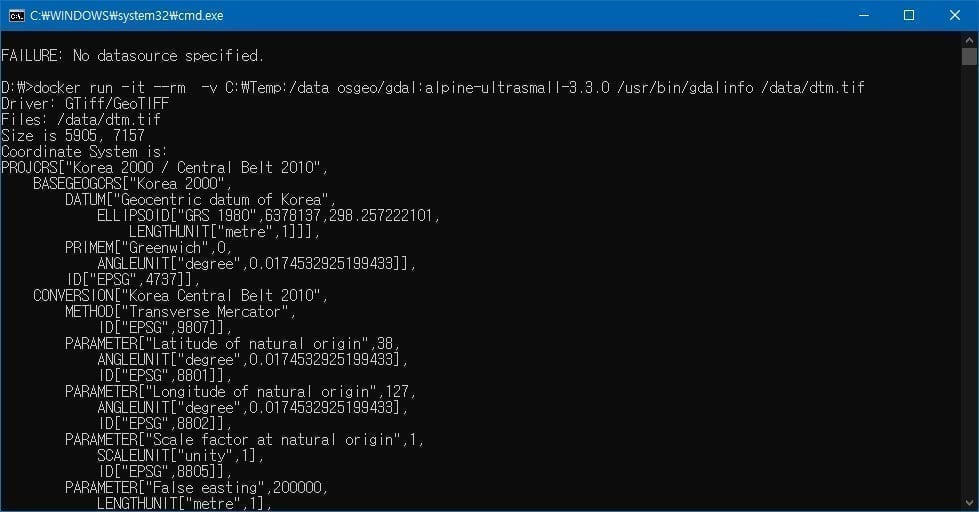 C:₩WINDOWS₩system32₩cmd.exe
FAILURE: No datasource specified.
D:₩>docker run -it --rm  -v C:₩Temp:/data osgeo/gdal:alpine-ultrasmall-3.3.0 /usr/bin/gdalinfo /data/dtm.tif
Driver: GTiff/GeoTIFF
Files: /data/dtm.tif
Size is 5905, 7157
Coordinate System is:
PROJCRS["Korea 2000 / Central Belt 2010",
    BASEGEOGCRS["Korea 2000",
        DATUM["Geocentric datum of Korea",
            ELLIPSOID["GRS 1980",6378137,298.257222101,
                LENGTHUNIT["metre",1]]],
        PRIMEM["Greenwich",0,
            ANGLEUNIT["degree",0.0174532925199433]],
        ID["EPSG",4737]],
    CONVERSION["Korea Central Belt 2010",
        METHOD["Transverse Mercator",
            ID["EPSG",9807]],
        PARAMETER["Latitude of natural origin",38,
            ANGLEUNIT["degree",0.0174532925199433],
            ID["EPSG",8801]],
        PARAMETER["Longitude of natural origin",127,
            ANGLEUNIT["degree",0.0174532925199433],
            ID["EPSG",8802]],
        PARAMETER["Scale factor at natural origin",1,
            SCALEUNIT["unity",1],
            ID["EPSG",8805]],
        PARAMETER["False easting",200000,
            LENGTHUNIT["metre",1],